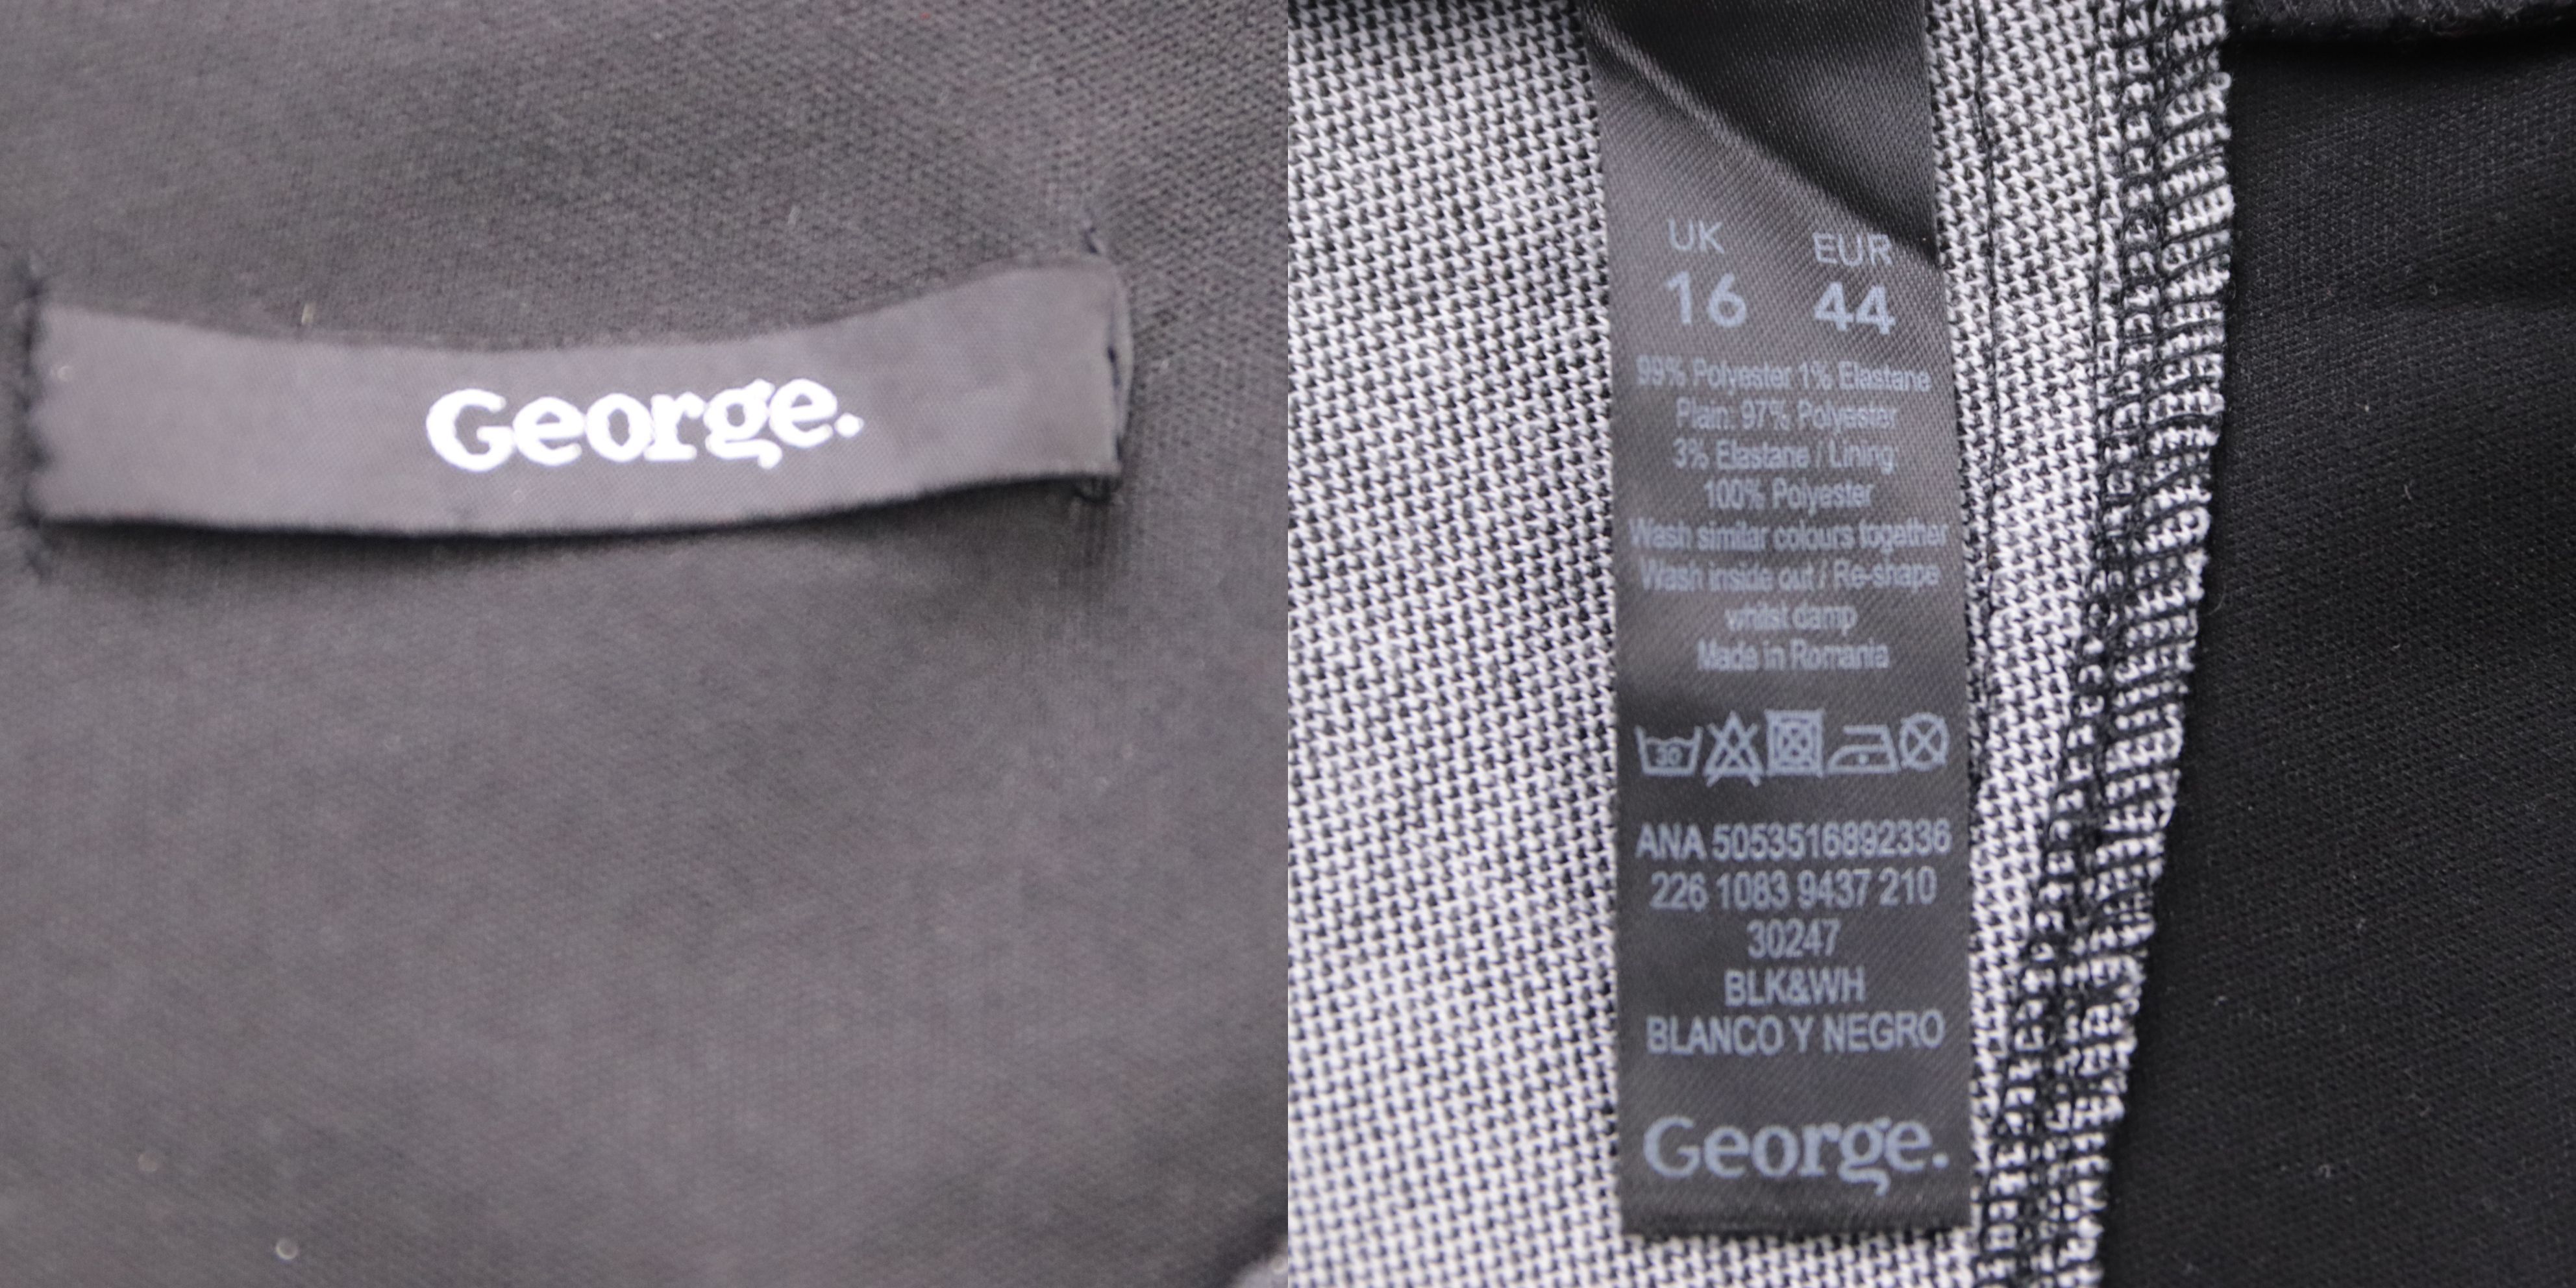 George.
UK EUR
16 44
99% Polyester 1% Elastane
Plain: 97% Polyester
3% Elastane / Lining:
100% Polyester
Wash similar colours together
Wash inside out / Re-shape
whilst damp
Made in Romania
30
ANA 5053516892336
226 1083 9437 210
30247
BLK&WH
BLANCO Y NEGRO
George.